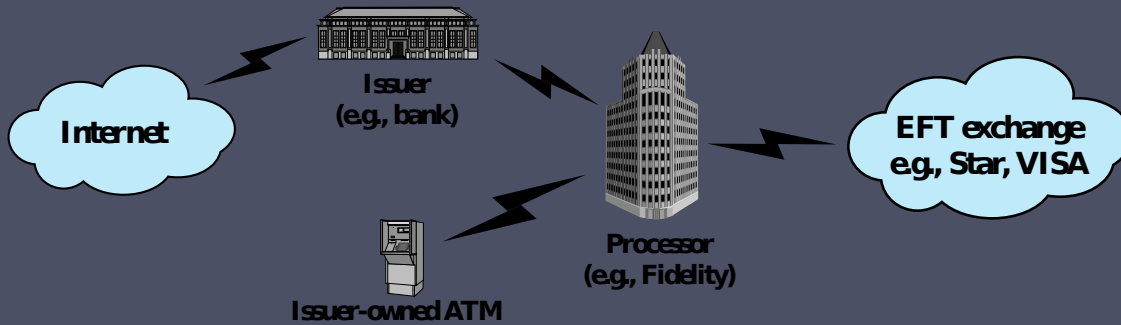 Issuer
(e.g., bank)
Internet
EFT exchange
e.g., Star, VISA
Processor
(e.g., Fidelity)
Issuer-owned ATM